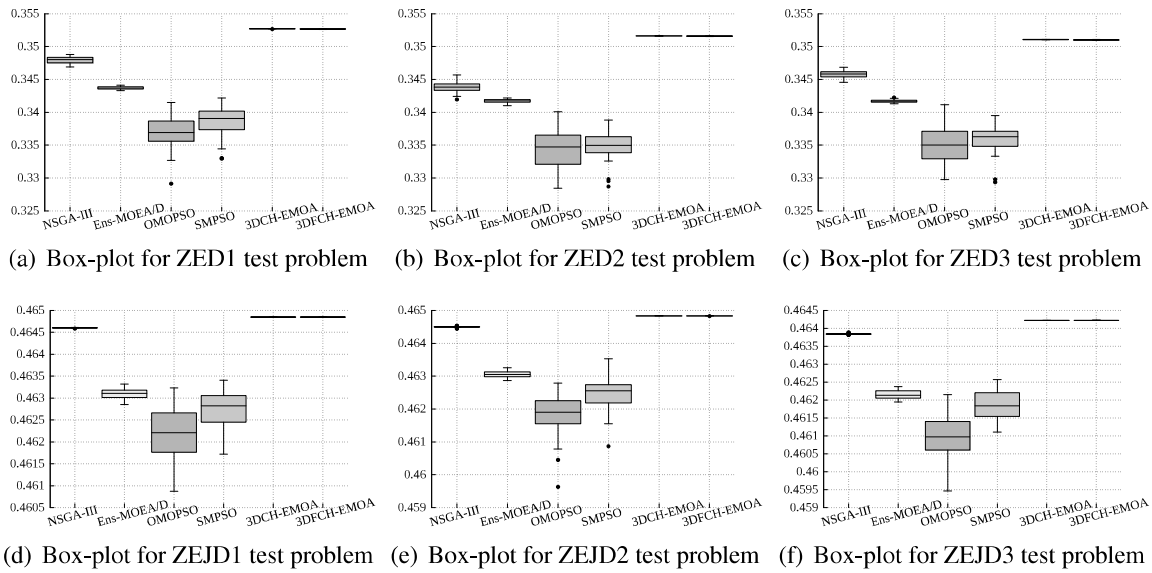 0.355
0.35
0.345
0.34
0.335
0.33
0.325
NSGA-III
Ens-MOEA/D
OMOPSO
SMPSO
3DCH-EMOA
3DFCH-EMOA
(a) Box-plot for ZED1 test problem
0.355
0.35
0.345
0.34
0.335
0.33
0.325
NSGA-III
Ens-MOEA/D
OMOPSO
SMPSO
3DCH-EMOA
3DFCH-EMOA
(b) Box-plot for ZED2 test problem
0.355
0.35
0.345
0.34
0.335
0.33
0.325
NSGA-III
Ens-MOEA/D
OMOPSO
SMPSO
3DCH-EMOA
3DFCH-EMOA
(c) Box-plot for ZED3 test problem
0.465
0.4645
0.464
0.4635
0.463
0.4625
0.462
0.4615
0.461
0.4605
NSGA-III
Ens-MOEA/D
OMOPSO
SMPSO
3DCH-EMOA
3DFCH-EMOA
(d) Box-plot for ZEJD1 test problem
0.465
0.464
0.463
0.462
0.461
0.46
0.459
NSGA-III
Ens-MOEA/D
OMOPSO
SMPSO
3DCH-EMOA
3DFCH-EMOA
(e) Box-plot for ZEJD2 test problem
0.4645
0.464
0.4635
0.463
0.4625
0.462
0.4615
0.461
0.4605
0.46
0.4595
0.459
NSGA-III
Ens-MOEA/D
OMOPSO
SMPSO
3DCH-EMOA
3DFCH-EMOA
(f) Box-plot for ZEJD3 test problem